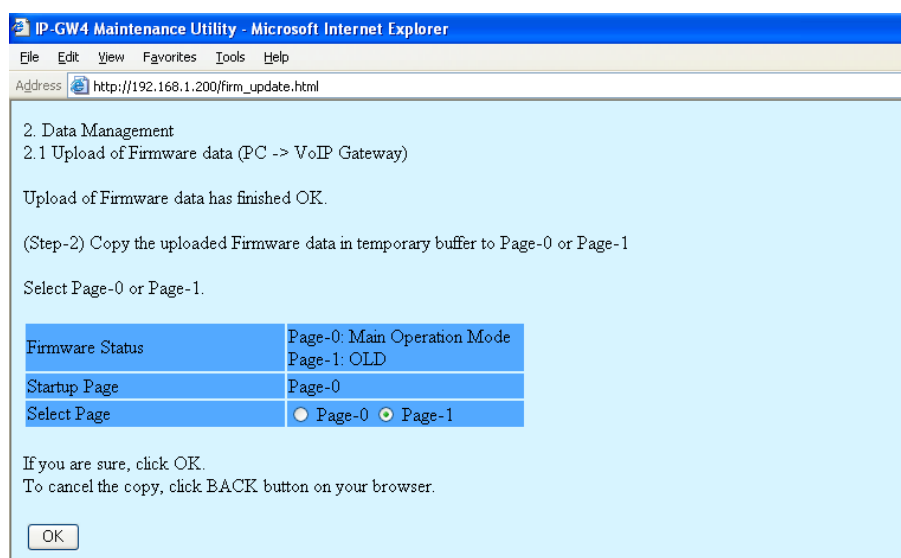 IP-GW4 Maintenance Utility - Microsoft Internet Explorer
File Edit View Favorites Tools Help
Address http://192.168.1.200/firm_update.html
2. Data Management
2.1 Upload of Firmware data (PC -> VoIP Gateway)
Upload of Firmware data has finished OK.
(Step-2) Copy the uploaded Firmware data in temporary buffer to Page-0 or Page-1
Select Page-0 or Page-1.
Firmware Status Page-0: Main Operation Mode
Page-1: OLD
Startup Page Page-0
Select Page Page-0 Page-1
If you are sure, click OK.
To cancel the copy, click BACK button on your browser.
OK